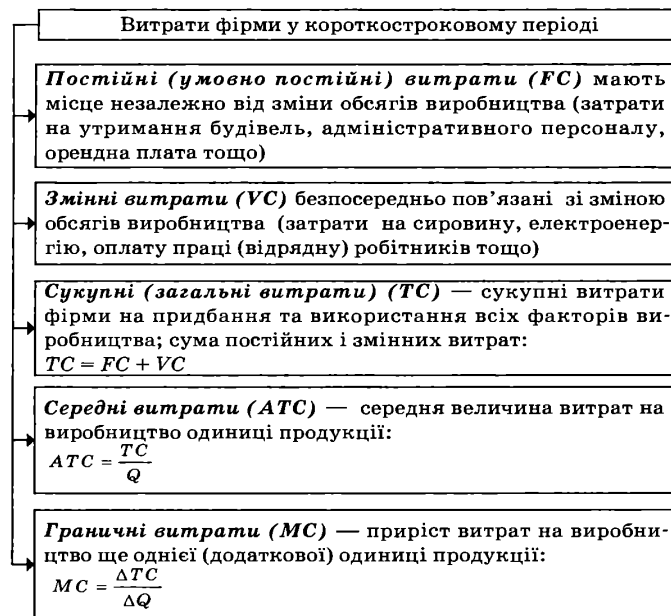 Витрати фірми у короткостроковому періоді
Постійні (умовно постійні) витрати (FC) мають
місце незалежно від зміни обсягів виробництва (затрати
на утримання будівель, адміністративного персоналу,
орендна плата тощо)
Змінні витрати (VC) безпосередньо пов’язані зі зміною
обсягів виробництва (затрати на сировину, електроенер-
гію, оплату праці (відрядну) робітників тощо)
Сукупні (загальні витрати) (TC) — сукупні витрати
фірми на придбання та використання всіх факторів ви-
робництва; сума постійних і змінних витрат:
TC = FC + VC
Середні витрати (ATC) — середня величина витрат на
виробництво одиниці продукції:
ATC = TC / Q
Граничні витрати (MC) — приріст витрат на виробни-
цтво ще однієї (додаткової) одиниці продукції:
MC = ΔTC / ΔQ